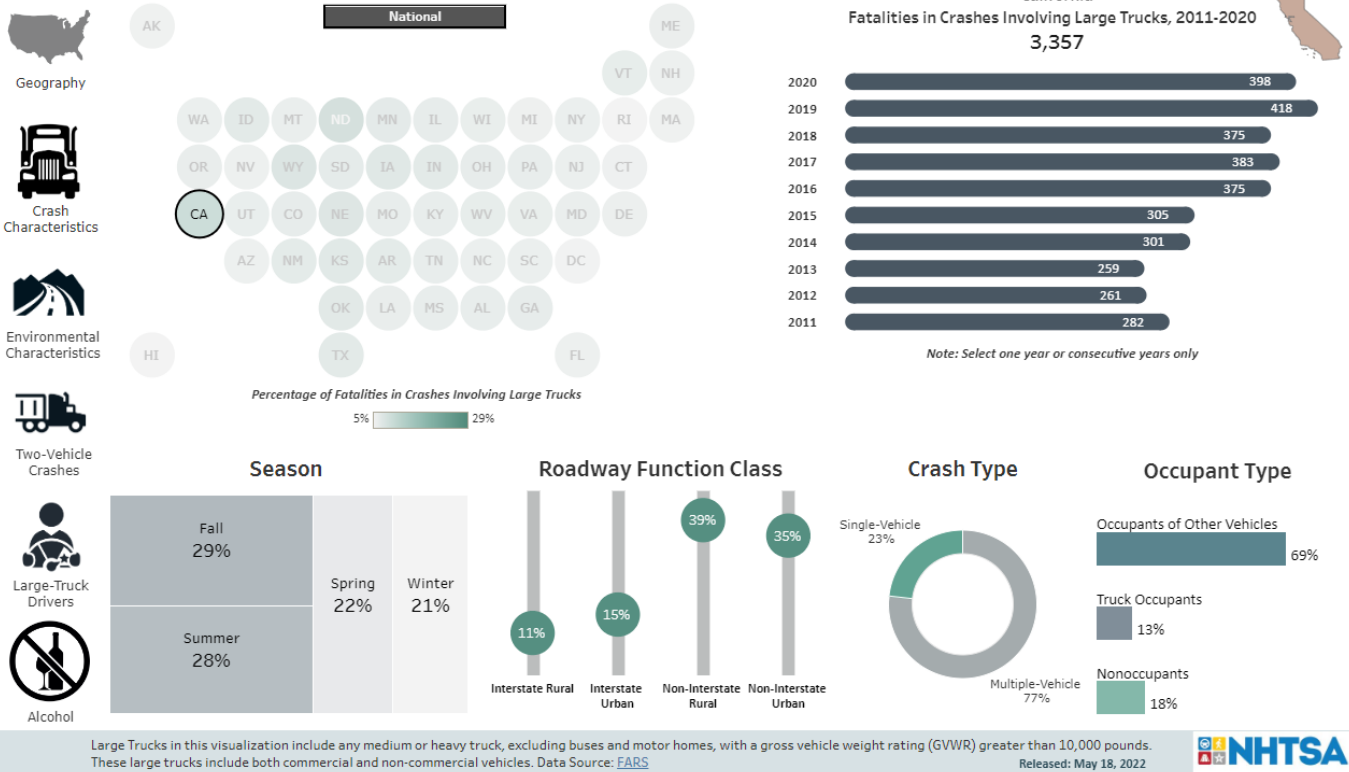 National
California
Fatalities in Crashes Involving Large Trucks, 2011-2020
3,357
Geography
Crash
Characteristics
Environmental
Characteristics
Two-Vehicle
Crashes
Large-Truck
Drivers
Alcohol
AK
ME
VT
NH
WA
ID
MT
ND
MN
IL
WI
MI
NY
RI
MA
OR
NV
WY
SD
IA
IN
OH
PA
NJ
CT
CA
UT
CO
NE
MO
KY
WV
VA
MD
DE
AZ
NM
KS
AR
TN
NC
SC
DC
OK
LA
MS
AL
GA
HI
TX
FL
Percentage of Fatalities in Crashes Involving Large Trucks
5%
29%
2020
398
2019
418
2018
375
2017
383
2016
375
2015
305
2014
301
2013
259
2012
261
2011
282
Note: Select one year or consecutive years only
Season
Fall
29%
Summer
28%
Spring
22%
Winter
21%
Roadway Function Class
11%
15%
39%
35%
Interstate Rural
Interstate
Urban
Non-Interstate
Rural
Non-Interstate
Urban
Crash Type
Single-Vehicle
23%
Multiple-Vehicle
77%
Occupant Type
Occupants of Other Vehicles
69%
Truck Occupants
13%
Nonoccupants
18%
Large Trucks in this visualization include any medium or heavy truck, excluding buses and motor homes, with a gross vehicle weight rating (GVWR) greater than 10,000 pounds.
These large trucks include both commercial and non-commercial vehicles. Data Source: FARS
Released: May 18, 2022
NHTSA